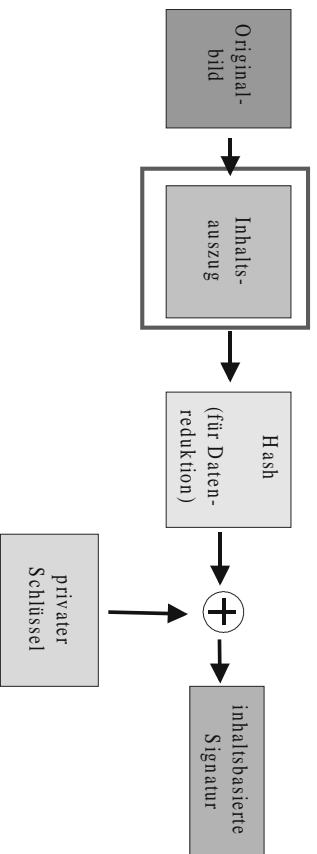 Original-
bild
Inhalts-
auszug
Hash
(für Daten-
reduktion)
privater
Schlüssel
inhaltsbasierte
Signatur